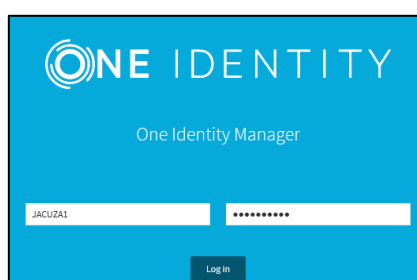 ONE IDENTITY
One Identity Manager
JACUZA1 ••••••••••
Log in